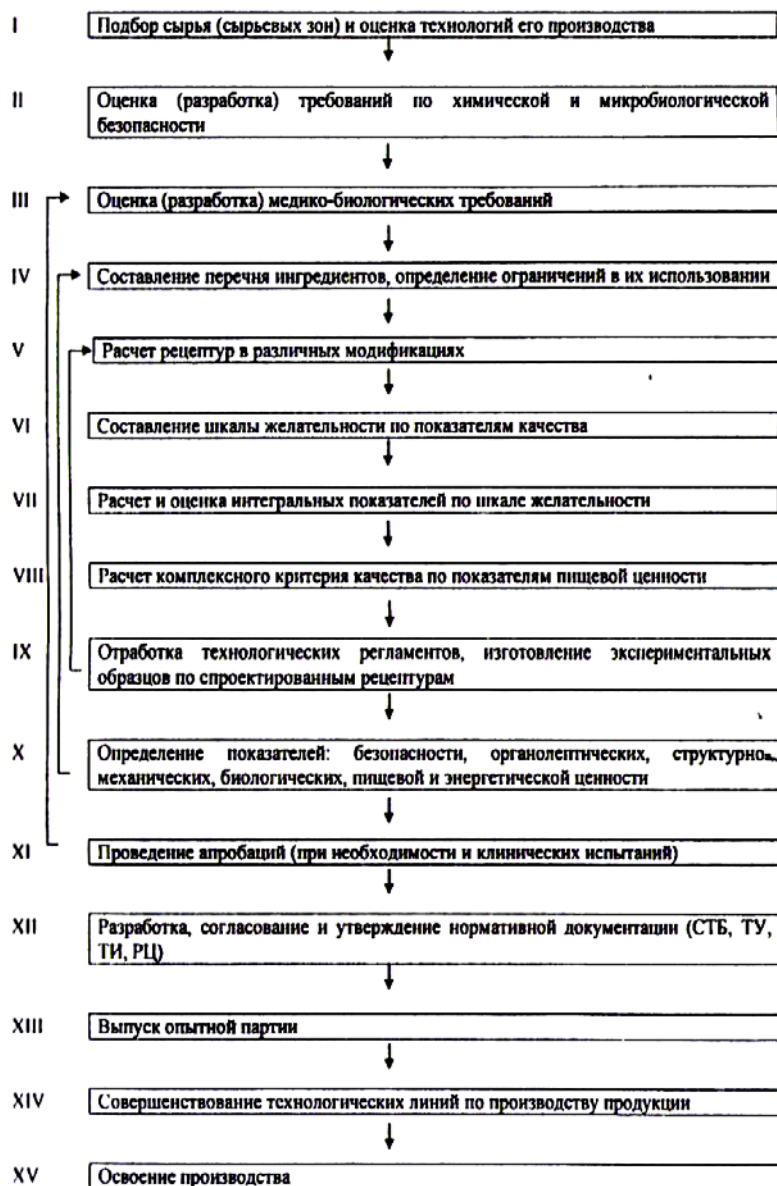 I Подбор сырья (сырьевых зон) и оценка технологий его производства
II Оценка (разработка) требований по химической и микробиологической
безопасности
III Оценка (разработка) медико-биологических требований
IV Составление перечня ингредиентов, определение ограничений в их использовании
V Расчет рецептур в различных модификациях
VI Составление шкалы желательности по показателям качества
VII Расчет и оценка интегральных показателей по шкале желательности
VIII Расчет комплексного критерия качества по показателям пищевой ценности
IX Отработка технологических регламентов, изготовление экспериментальных
образцов по спроектированным рецептурам
X Определение показателей: безопасности, органолептических, структурно-
механических, биологических, пищевой и энергетической ценности
XI Проведение апробаций (при необходимости и клинических испытаний)
XII Разработка, согласование и утверждение нормативной документации (СТБ, ТУ,
ТИ, РЦ)
XIII Выпуск опытной партии
XIV Совершенствование технологических линий по производству продукции
XV Освоение производства